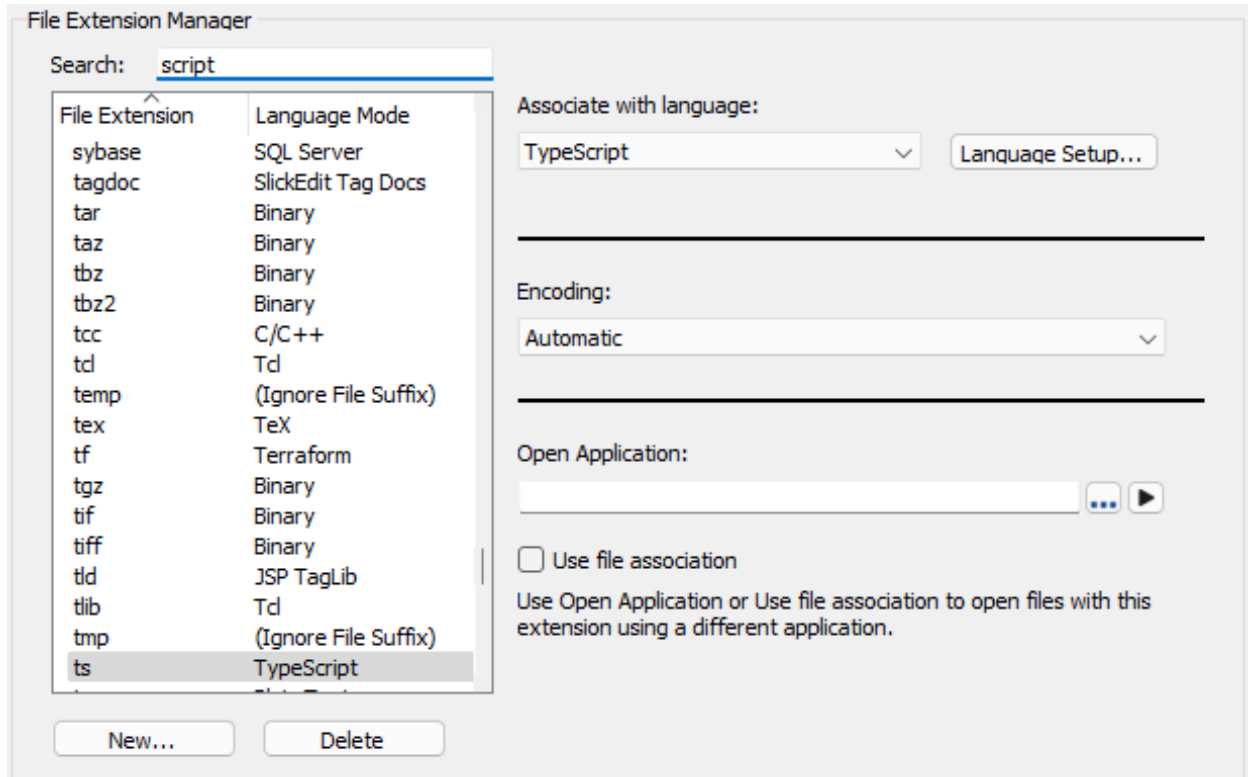 File Extension Manager
Search: script
File Extension Language Mode
sybase SQL Server
tagdoc SlickEdit Tag Docs
tar Binary
taz Binary
tbz Binary
tbz2 Binary
tcc C/C++
tcl Tcl
temp (Ignore File Suffix)
tex TeX
tf Terraform
tgz Binary
tif Binary
tiff Binary
tld JSP TagLib
tlib Tcl
tmp (Ignore File Suffix)
ts TypeScript
New... Delete
Associate with language:
TypeScript Language Setup...
Encoding:
Automatic
Open Application:
...
Use file association
Use Open Application or Use file association to open files with this
extension using a different application.